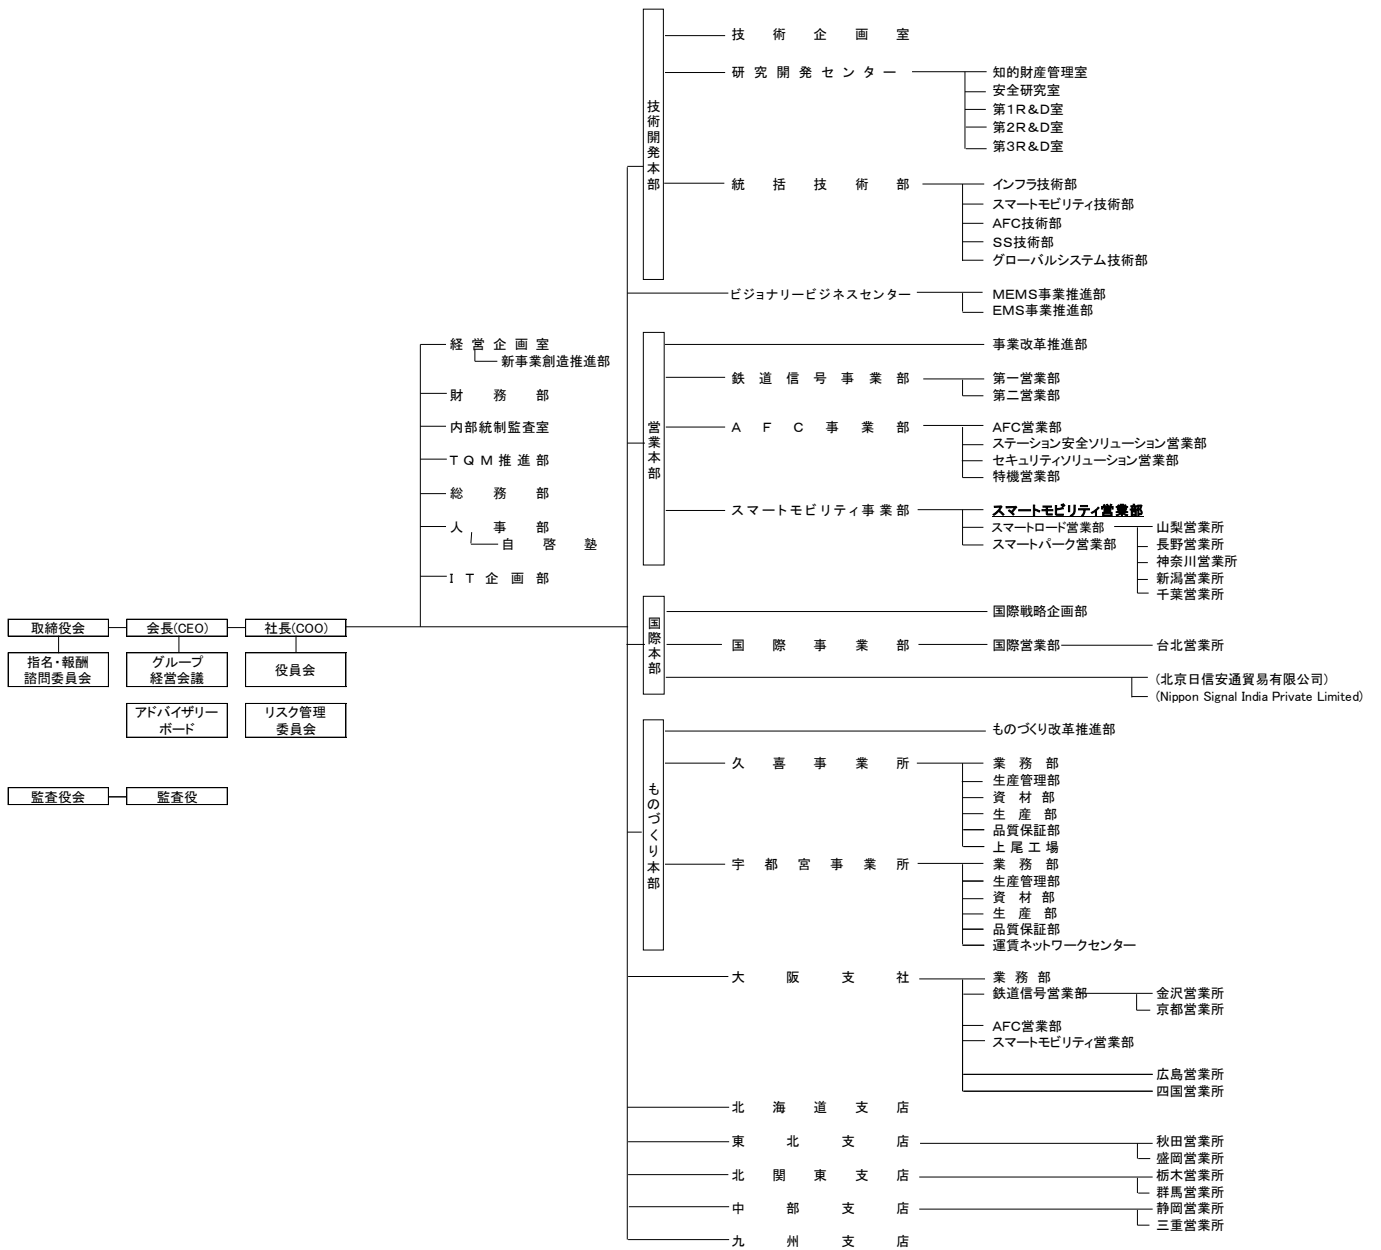 取締役会
会長(CEO)
社長(COO)
指名・報酬
諮問委員会
グループ
経営会議
役員会
アドバイザリー
ボード
リスク管理
委員会
監査役会
監査役
経営企画室
新事業創造推進部
財務部
内部統制監査室
TQM推進部
総務部
人事部
自啓塾
IT企画部
技術開発本部
技術企画室
研究開発センター
知的財産管理室
安全研究室
第1R&D室
第2R&D室
第3R&D室
統括技術部
インフラ技術部
スマートモビリティ技術部
AFC技術部
SS技術部
グローバルシステム技術部
ビジョナリービジネスセンター
MEMS事業推進部
EMS事業推進部
営業本部
事業改革推進部
鉄道信号事業部
第一営業部
第二営業部
AFC事業部
AFC営業部
ステーション安全ソリューション営業部
セキュリティソリューション営業部
特機営業部
スマートモビリティ事業部
スマートモビリティ営業部
スマートロード営業部
山梨営業所
スマートパーク営業部
長野営業所
神奈川営業所
新潟営業所
千葉営業所
国際本部
国際戦略企画部
国際事業部
国際営業部
台北営業所
(北京日信安通貿易有限公司)
(Nippon Signal India Private Limited)
ものづくり本部
ものづくり改革推進部
久喜事業所
業務部
生産管理部
資材部
生産部
品質保証部
上尾工場
宇都宮事業所
業務部
生産管理部
資材部
生産部
品質保証部
運賃ネットワークセンター
大阪支社
業務部
鉄道信号営業部
金沢営業所
京都営業所
AFC営業部
スマートモビリティ営業部
広島営業所
四国営業所
北海道支店
東北支店
秋田営業所
盛岡営業所
北関東支店
栃木営業所
群馬営業所
中部支店
静岡営業所
三重営業所
九州支店